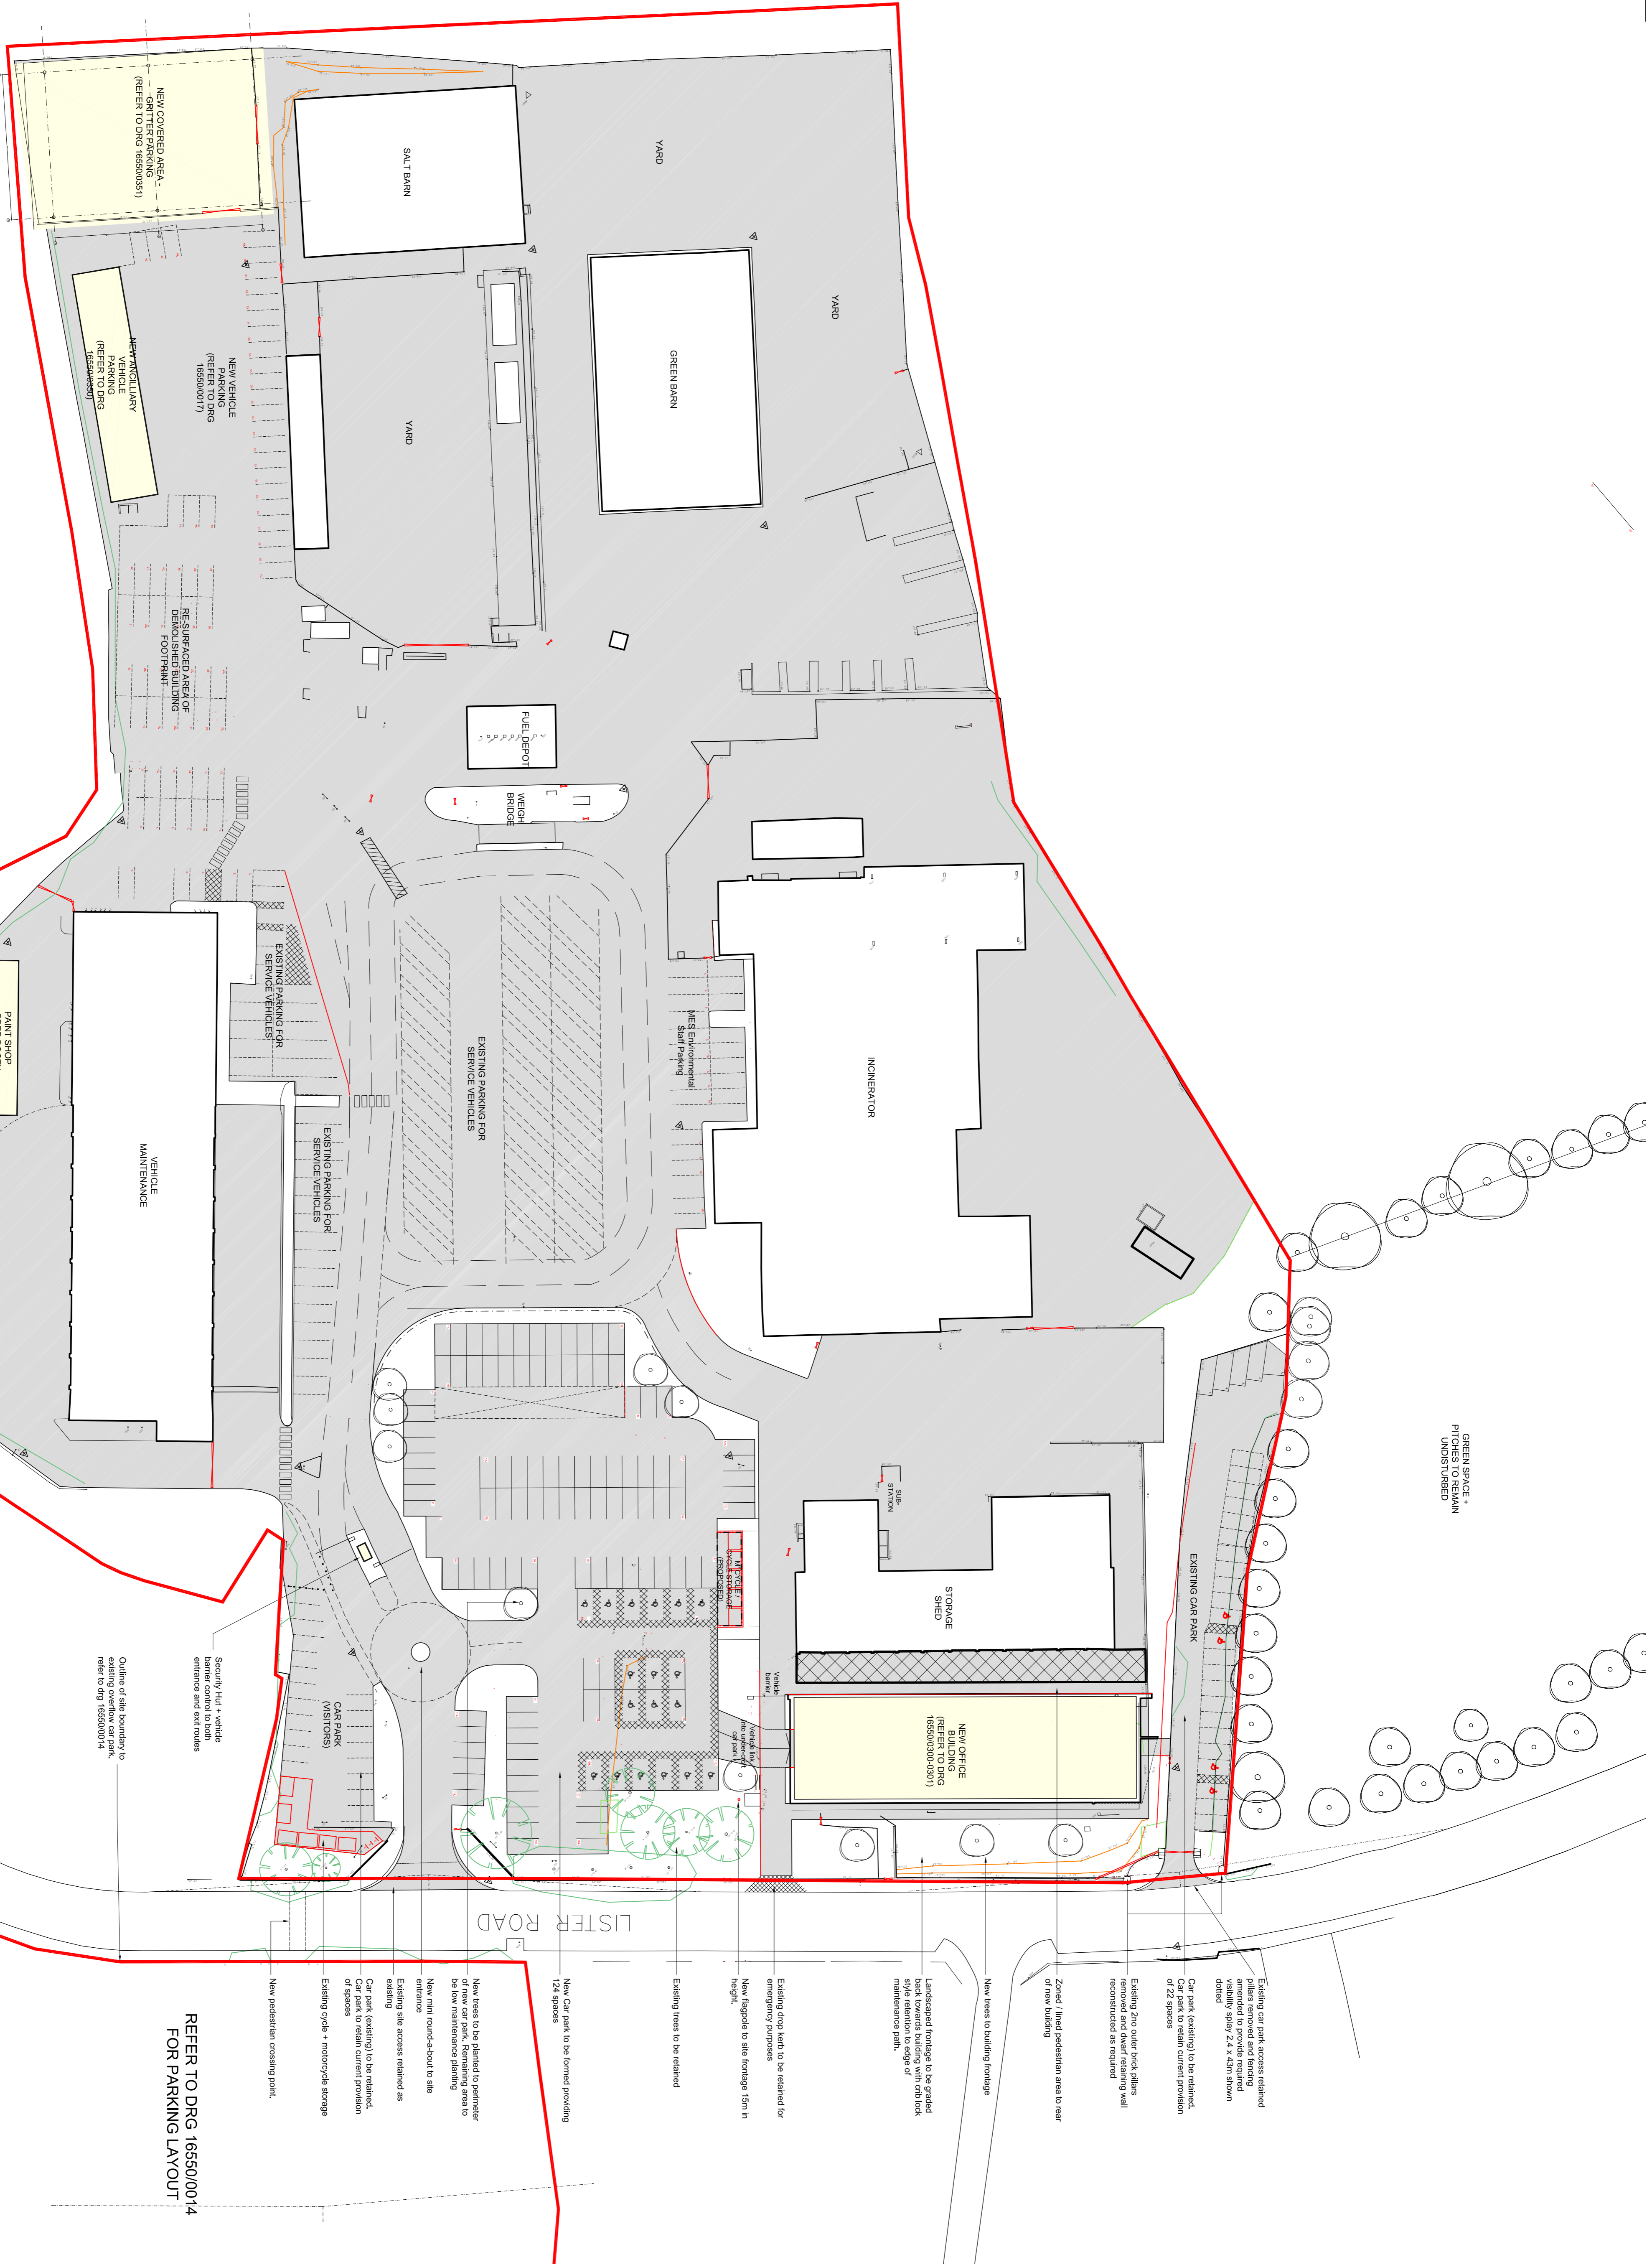 GREEN SPACE +
PITCHES TO REMAIN
UNDISTURBED
Existing car park access retained
pillars removed and fencing
amended to provide required
visibility splay 2.4 x 43m shown
dotted
Car park (existing) to be retained.
Car park to retain current provision
of 22 spaces
Existing 2no outer brick pillars
removed and dwarf retaining wall
reconstructed as required
Zoned / lined pedestrian area to rear
of new building
New trees to building frontage
Landscaped frontage to be graded
back towards building with crib lock
style retention to edge of
maintenance path.
Existing drop kerb to be retained for
emergency purposes
New flagpole to site frontage 15m in
height.
Existing trees to be retained
New Car park to be formed providing
124 spaces
New trees to be planted to perimeter
of new car park. Remaining area to
be low maintenance planting
New mini round-a-bout to site
entrance
Existing site access retained as
existing
Car park (existing) to be retained.
Car park to retain current provision
of spaces
Existing cycle + motorcycle storage
New pedestrian crossing point.
REFER TO DRG 16550/0014
FOR PARKING LAYOUT
LISTER ROAD
EXISTING CAR PARK
STORAGE
SHED
SUB-
STATION
NEW OFFICE
BUILDING
(REFER TO DRG
16550/0300-0301)
Vehicle
barrier
Vehicle link
into under-croft
car park
M'CYCLE /
CYCLE STORAGE
(PROPOSED)
CAR PARK
(VISITORS)
Security Hut + vehicle
barrier control to both
entrance and exit routes
Outline of site boundary to
existing overflow car park,
refer to drg 16550/0014
INCINERATOR
MES Environmental
Staff Parking
EXISTING PARKING FOR
SERVICE VEHICLES
EXISTING PARKING FOR
SERVICE VEHICLES
EXISTING PARKING FOR
SERVICE VEHICLES
VEHICLE
MAINTENANCE
PAINT SHOP
YARD
YARD
GREEN BARN
SALT BARN
YARD
FUEL DEPOT
WEIGH
BRIDGE
NEW COVERED AREA -
GRITTER PARKING
(REFER TO DRG 16550/0351)
NEW VEHICLE
PARKING
(REFER TO DRG
16550/0017)
NEW ANCILLIARY
VEHICLE
PARKING
(REFER TO DRG
16550/0350)
RE-SURFACED AREA OF
DEMOLISHED BUILDING
FOOTPRINT